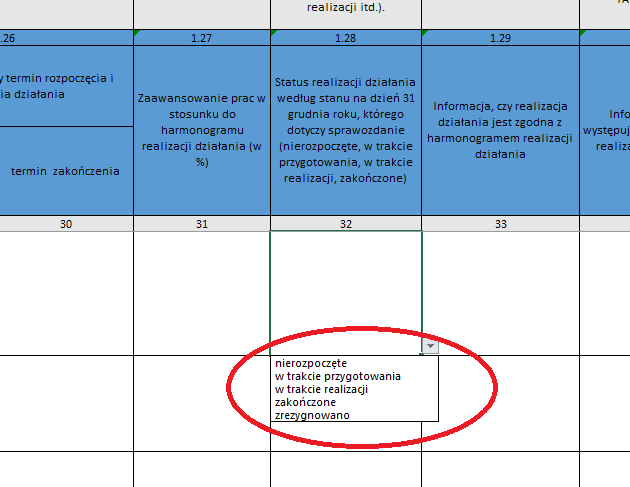 realizacji itd.).
TA
1.26
1.27
1.28
1.29
y termin rozpoczęcia i
ia działania
termin zakończenia
Zaawansowanie prac w
stosunku do
harmonogramu
realizacji działania (w
%)
Status realizacji działania
według stanu na dzień 31
grudnia roku, którego
dotyczy sprawozdanie
(nierozpoczęte, w trakcie
przygotowania, w trakcie
realizacji, zakończone)
Informacja, czy realizacja
działania jest zgodna z
harmonogramem realizacji
działania
Info
występuj
realiza
30
31
32
33
nierozpoczęte
w trakcie przygotowania
w trakcie realizacji
zakończone
zrezygnowano